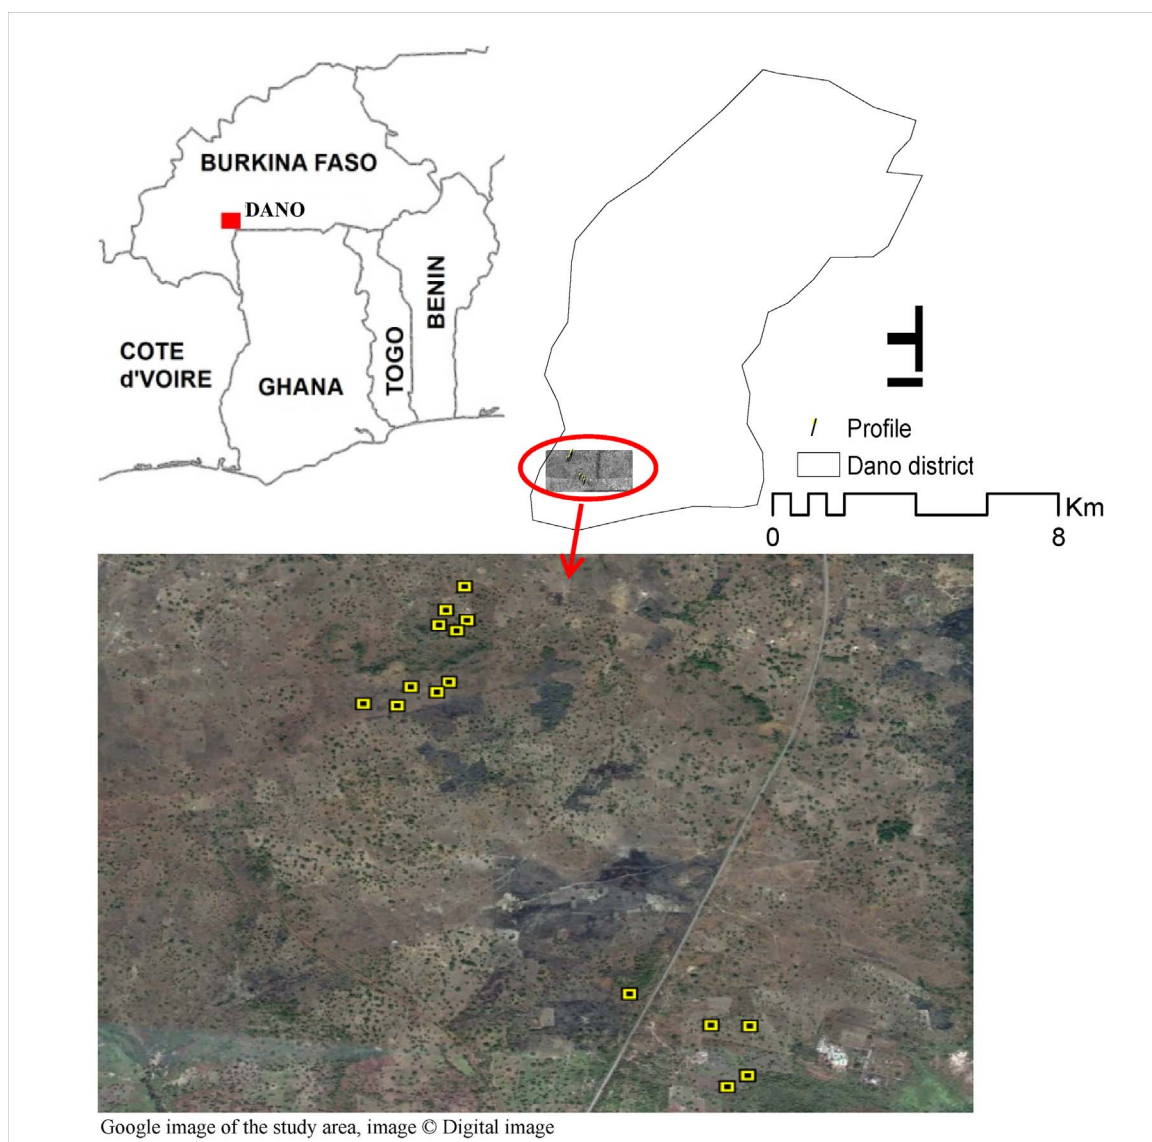 BURKINA FASO
DANO
BENIN
TOGO
COTE
d'VOIRE
GHANA
Profile
Dano district
Km
0
8
Google image of the study area, image © Digital image